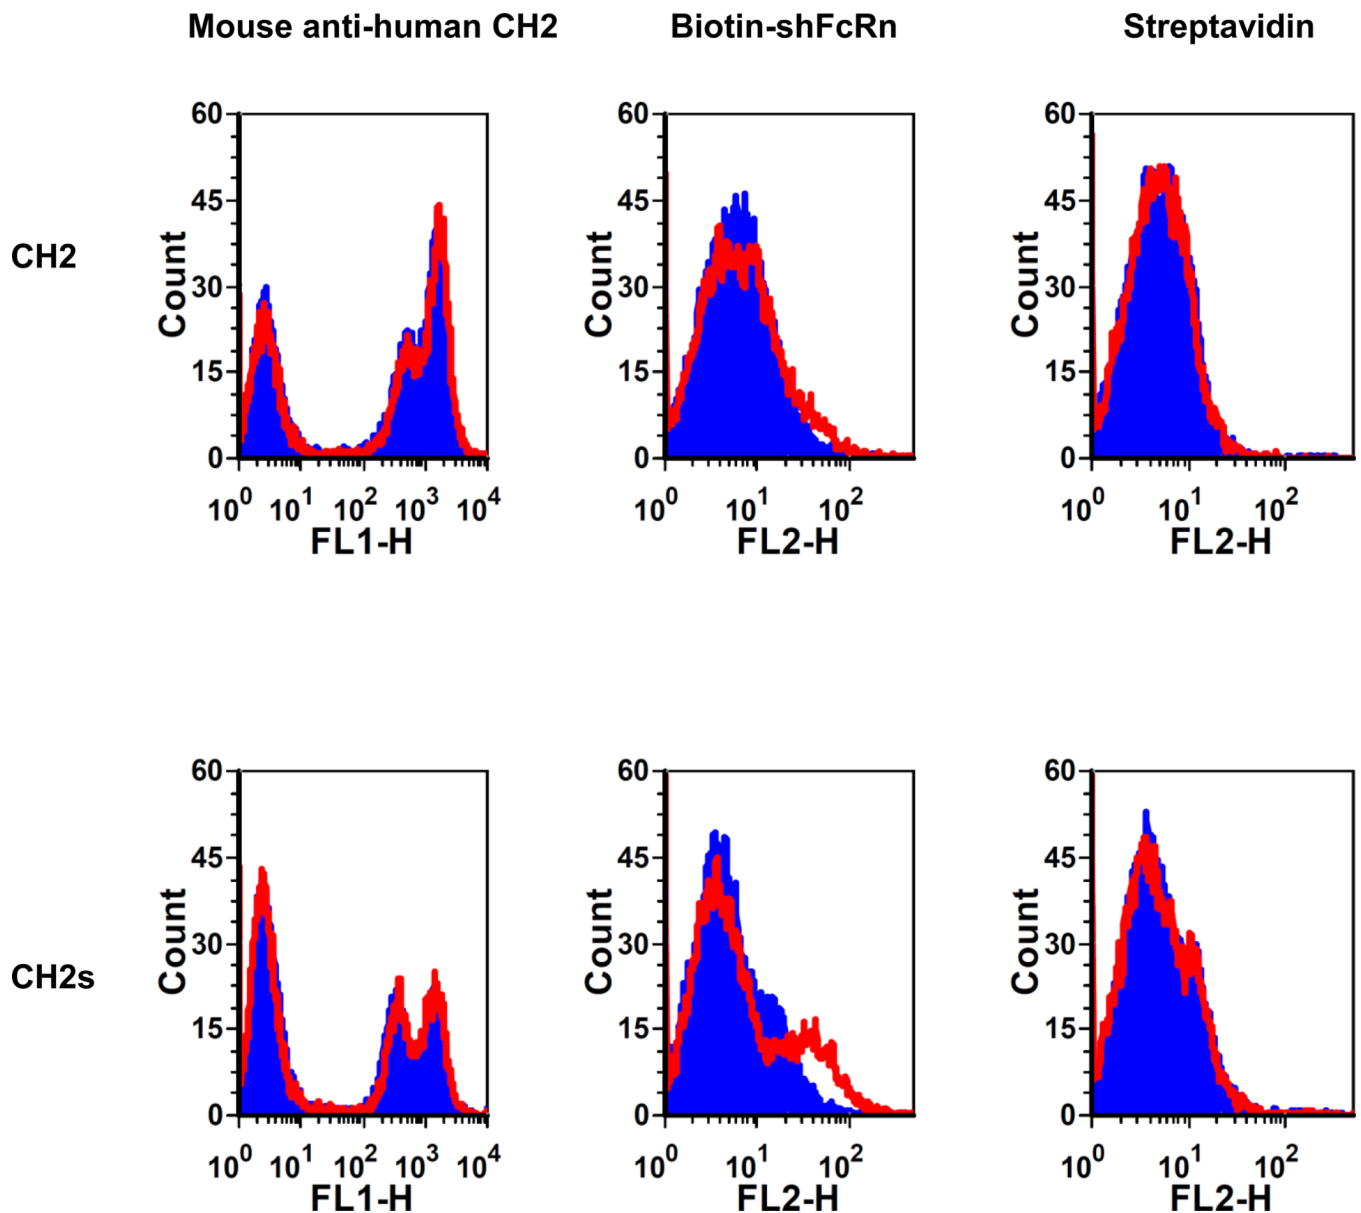 Mouse anti-human CH2 Biotin-shFcRn Streptavidin
60 60 60
45 45 45
CH2 Count Count Count
30 30 30
15 15 15
0 0 0
10^0 10^1 10^2 10^3 10^4 10^0 10^1 10^2 10^0 10^1 10^2
FL1-H FL2-H FL2-H
60 60 60
45 45 45
CH2s Count Count Count
30 30 30
15 15 15
0 0 0
10^0 10^1 10^2 10^3 10^4 10^0 10^1 10^2 10^0 10^1 10^2
FL1-H FL2-H FL2-H